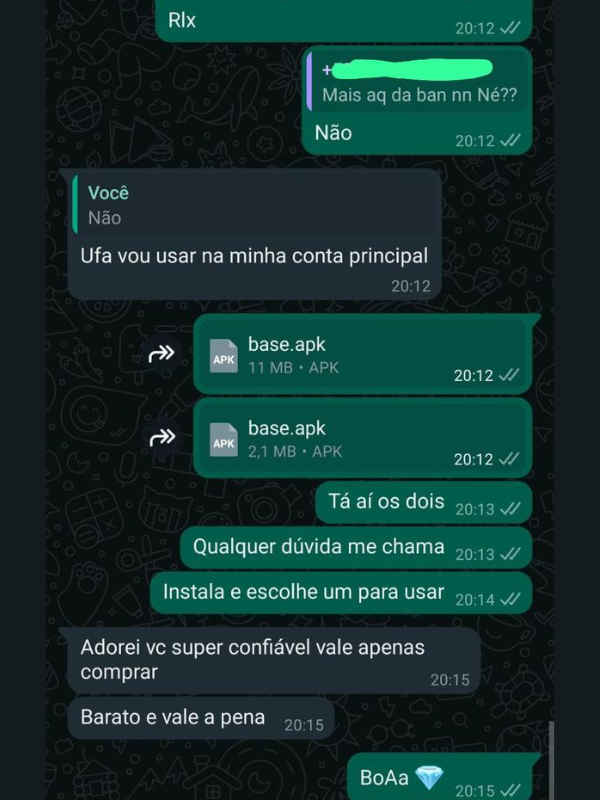 Rlx
20:12
+
Mais aq da ban nn Né??
Não
20:12
Você
Não
Ufa vou usar na minha conta principal
20:12
base.apk
APK
11 MB • APK
20:12
base.apk
APK
2,1 MB • APK
20:12
Tá aí os dois 20:13
Qualquer dúvida me chama 20:13
Instala e escolhe um para usar 20:14
Adorei vc super confiável vale apenas
comprar
20:15
Barato e vale a pena 20:15
BoAa 💎 20:15